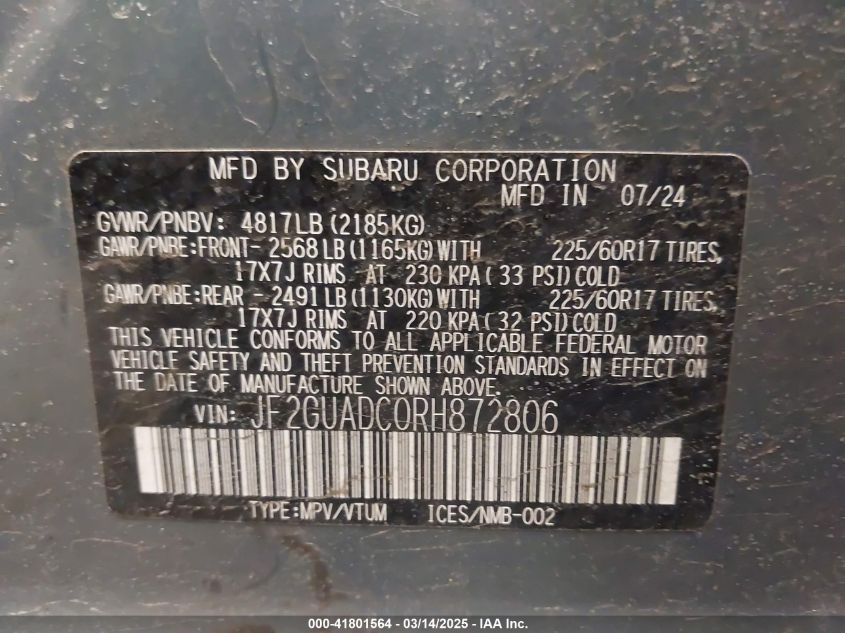 MFD BY SUBARU CORPORATION
MFD IN 07/24
GVWR/PNBV: 4817LB (2185KG)
GAWR/PNBE:FRONT- 2568LB(1165KG)WITH 225/60R17 TIRES,
17X7J RIMS AT 230 KPA( 33 PSI)COLD
GAWR/PNBE:REAR - 2491LB(1130KG)WITH 225/60R17 TIRES,
17X7J RIMS AT 220 KPA( 32 PSI)COLD
THIS VEHICLE CONFORMS TO ALL APPLICABLE FEDERAL MOTOR
VEHICLE SAFETY AND THEFT PREVENTION STANDARDS IN EFFECT ON
THE DATE OF MANUFACTURE SHOWN ABOVE.
VIN: JF2GUADC0RH872806
TYPE:MPV/VTUM ICES/NMB-002
000-41801564 - 03/14/2025 - IAA Inc.